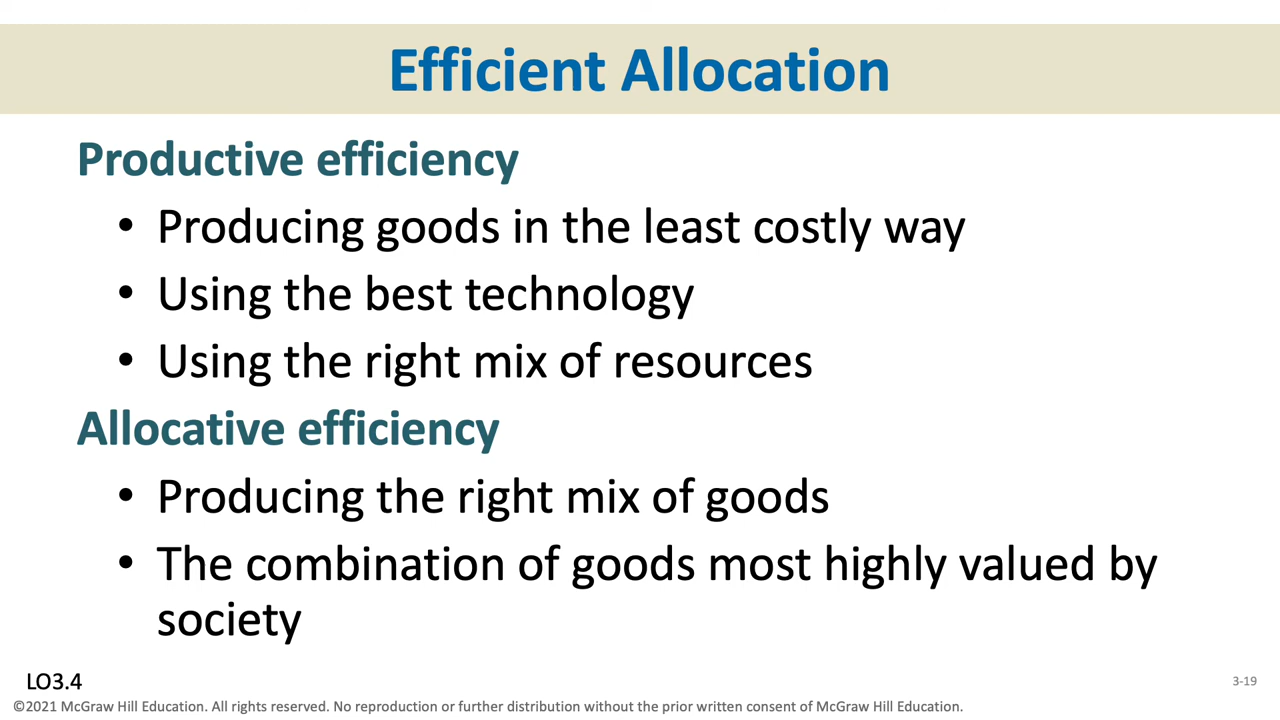 Efficient Allocation
Productive efficiency
• Producing goods in the least costly way
• Using the best technology
• Using the right mix of resources
Allocative efficiency
• Producing the right mix of goods
• The combination of goods most highly valued by
society
LO3.4
3-19
©2021 McGraw Hill Education. All rights reserved. No reproduction or further distribution without the prior written consent of McGraw Hill Education.